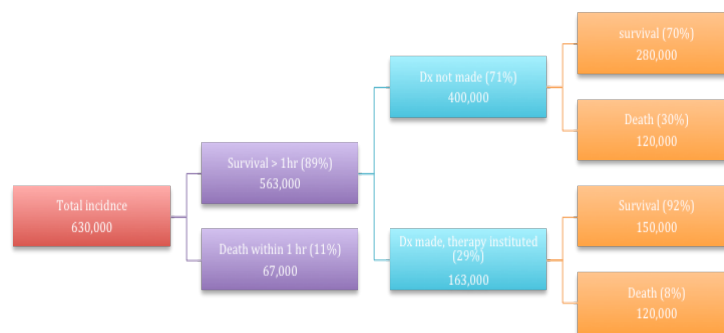 Total incidnce
630,000
Survival > 1hr (89%)
563,000
Death within 1 hr (11%)
67,000
Dx not made (71%)
400,000
Dx made, therapy instituted
(29%)
163,000
survival (70%)
280,000
Death (30%)
120,000
Survival (92%)
150,000
Death (8%)
120,000